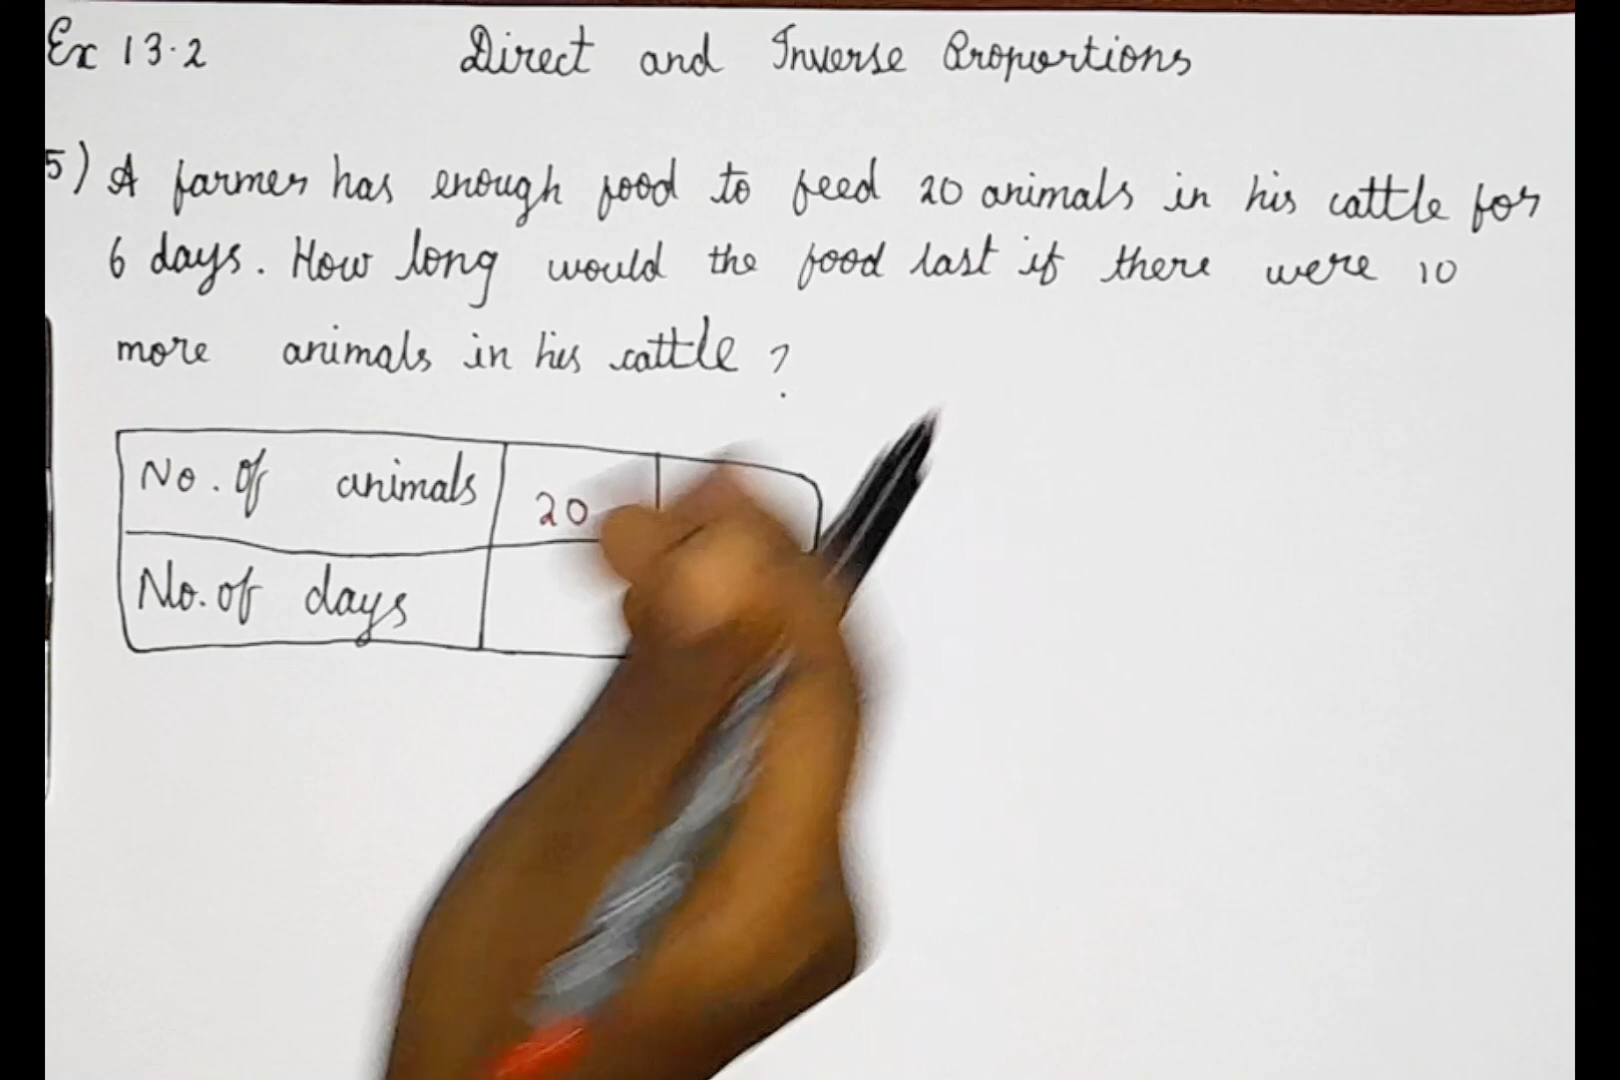 Ex 13.2 Direct and Inverse Proportions
5) A farmer has enough food to feed 20 animals in his cattle for
6 days. How long would the food last if there were 10
more animals in his cattle ?
No. of animals 20
No. of days